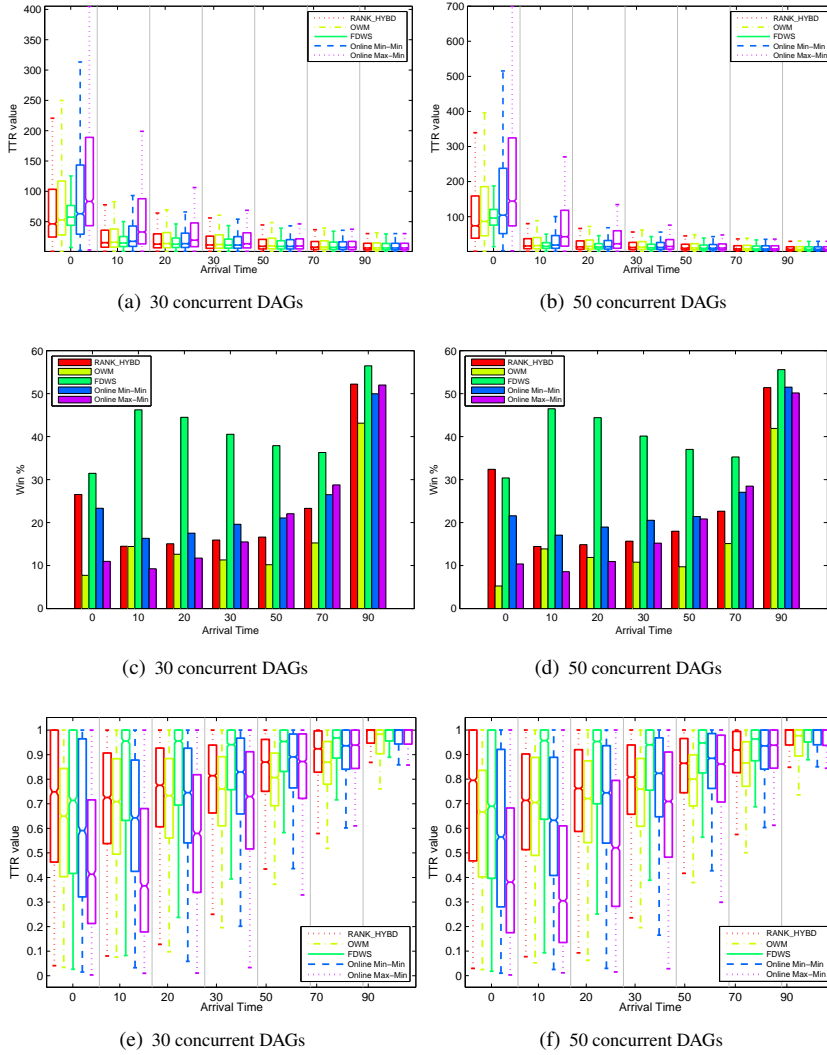 400
350
300
250
200
150
100
50
TTR value
0 10 20 30 50 70 90
Arrival Time
RANK_HYBD
OWM
FDWS
Online Min−Min
Online Max−Min
(a) 30 concurrent DAGs
700
600
500
400
300
200
100
TTR value
0 10 20 30 50 70 90
Arrival Time
RANK_HYBD
OWM
FDWS
Online Min−Min
Online Max−Min
(b) 50 concurrent DAGs
60
50
40
30
20
10
0
Win %
0 10 20 30 50 70 90
Arrival Time
RANK_HYBD
OWM
FDWS
Online Min−Min
Online Max−Min
(c) 30 concurrent DAGs
60
50
40
30
20
10
0
Win %
0 10 20 30 50 70 90
Arrival Time
RANK_HYBD
OWM
FDWS
Online Min−Min
Online Max−Min
(d) 50 concurrent DAGs
1
0.9
0.8
0.7
0.6
0.5
0.4
0.3
0.2
0.1
0
TTR value
0 10 20 30 50 70 90
Arrival Time
RANK_HYBD
OWM
FDWS
Online Min−Min
Online Max−Min
(e) 30 concurrent DAGs
1
0.9
0.8
0.7
0.6
0.5
0.4
0.3
0.2
0.1
0
TTR value
0 10 20 30 50 70 90
Arrival Time
RANK_HYBD
OWM
FDWS
Online Min−Min
Online Max−Min
(f) 50 concurrent DAGs